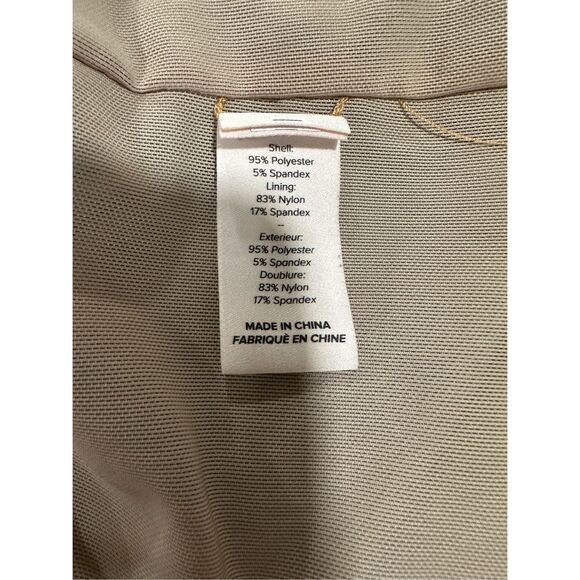 Shell:
95% Polyester
5% Spandex
Lining:
83% Nylon
17% Spandex
--
Exterieur:
95% Polyester
5% Spandex
Doublure:
83% Nylon
17% Spandex
MADE IN CHINA
FABRIQUÈ EN CHINE